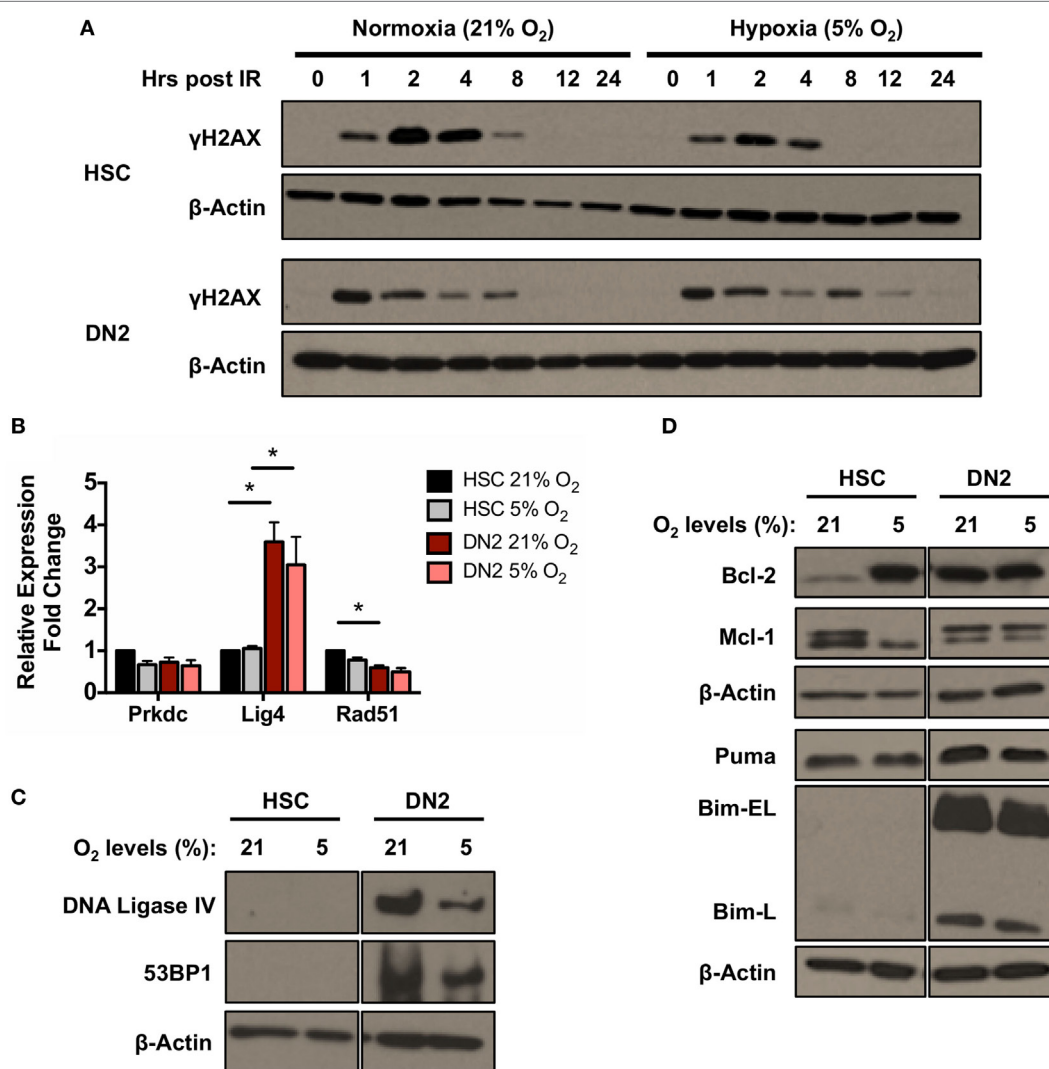 A
Normoxia (21% O₂) Hypoxia (5% O₂)
Hrs post IR 0 1 2 4 8 12 24 0 1 2 4 8 12 24
HSC
γH2AX
β-Actin
DN2
γH2AX
β-Actin
B
Relative Expression
Fold Change
5
4
3
2
1
0
* * *
Prkdc Lig4 Rad51
HSC 21% O₂
HSC 5% O₂
DN2 21% O₂
DN2 5% O₂
C
HSC DN2
O₂ levels (%): 21 5 21 5
DNA Ligase IV
53BP1
β-Actin
D
HSC DN2
O₂ levels (%): 21 5 21 5
Bcl-2
Mcl-1
β-Actin
Puma
Bim-EL
Bim-L
β-Actin